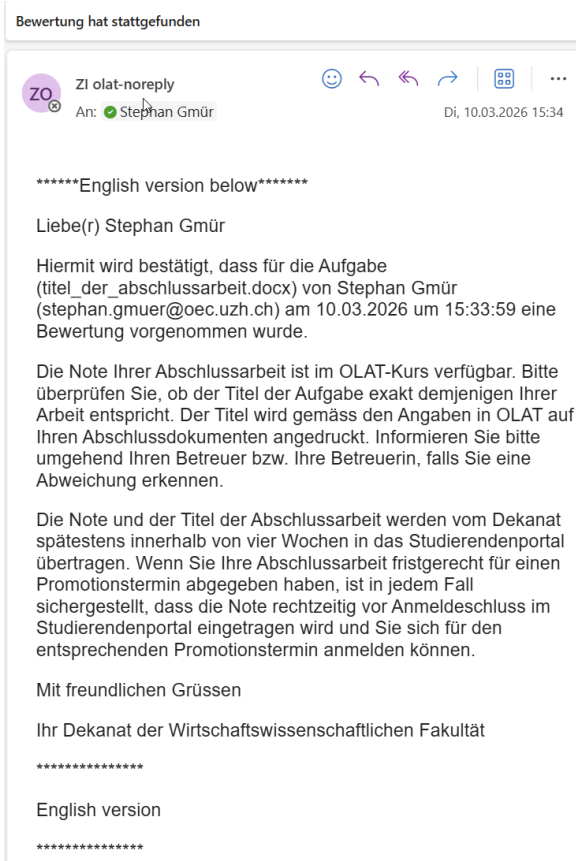 Bewertung hat stattgefunden
ZO
ZI olat-noreply
An: Stephan Gmür
Di, 10.03.2026 15:34
******English version below*******
Liebe(r) Stephan Gmür
Hiermit wird bestätigt, dass für die Aufgabe
(titel_der_abschlussarbeit.docx) von Stephan Gmür
(stephan.gmuer@oec.uzh.ch) am 10.03.2026 um 15:33:59 eine
Bewertung vorgenommen wurde.
Die Note Ihrer Abschlussarbeit ist im OLAT-Kurs verfügbar. Bitte
überprüfen Sie, ob der Titel der Aufgabe exakt demjenigen Ihrer
Arbeit entspricht. Der Titel wird gemäss den Angaben in OLAT auf
Ihren Abschlussdokumenten angedruckt. Informieren Sie bitte
umgehend Ihren Betreuer bzw. Ihre Betreuerin, falls Sie eine
Abweichung erkennen.
Die Note und der Titel der Abschlussarbeit werden vom Dekanat
spätestens innerhalb von vier Wochen in das Studierendenportal
übertragen. Wenn Sie Ihre Abschlussarbeit fristgerecht für einen
Promotionstermin abgegeben haben, ist in jedem Fall
sichergestellt, dass die Note rechtzeitig vor Anmeldeschluss im
Studierendenportal eingetragen wird und Sie sich für den
entsprechenden Promotionstermin anmelden können.
Mit freundlichen Grüssen
Ihr Dekanat der Wirtschaftswissenschaftlichen Fakultät
***************
English version
***************